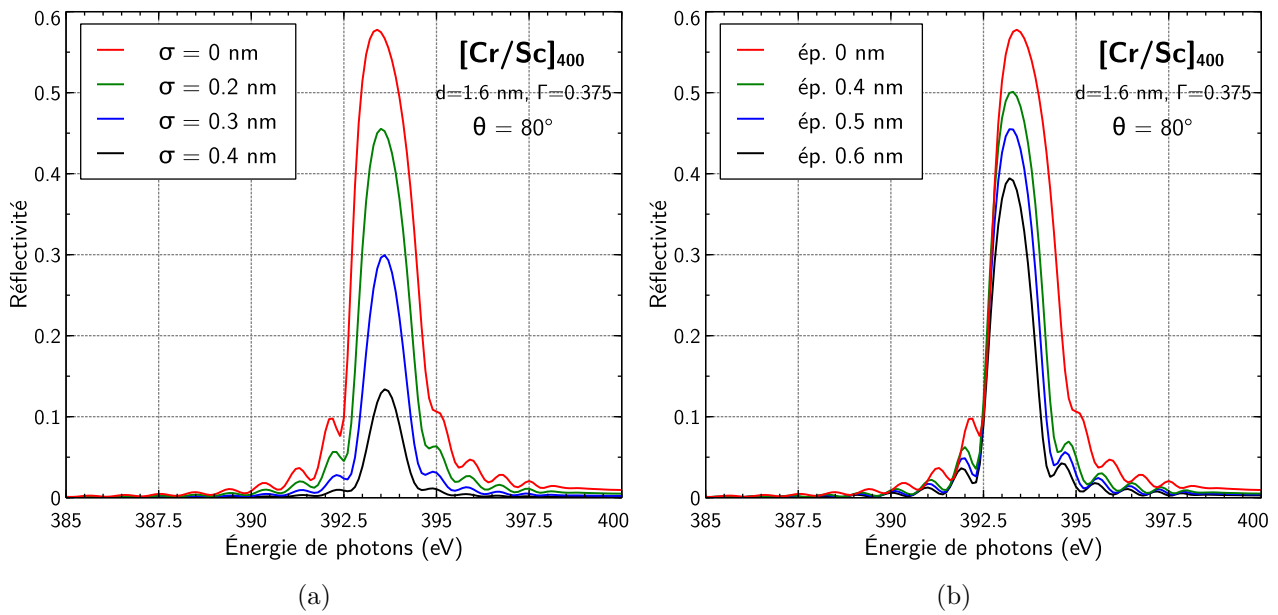 0.6
0.5
0.4
0.3
0.2
0.1
0
Réflectivité
σ = 0 nm
σ = 0.2 nm
σ = 0.3 nm
σ = 0.4 nm
[Cr/Sc]400
d=1.6 nm, Γ=0.375
θ = 80°
385 387.5 390 392.5 395 397.5 400
Énergie de photons (eV)
(a)
0.6
0.5
0.4
0.3
0.2
0.1
0
Réflectivité
ép. 0 nm
ép. 0.4 nm
ép. 0.5 nm
ép. 0.6 nm
[Cr/Sc]400
d=1.6 nm, Γ=0.375
θ = 80°
385 387.5 390 392.5 395 397.5 400
Énergie de photons (eV)
(b)